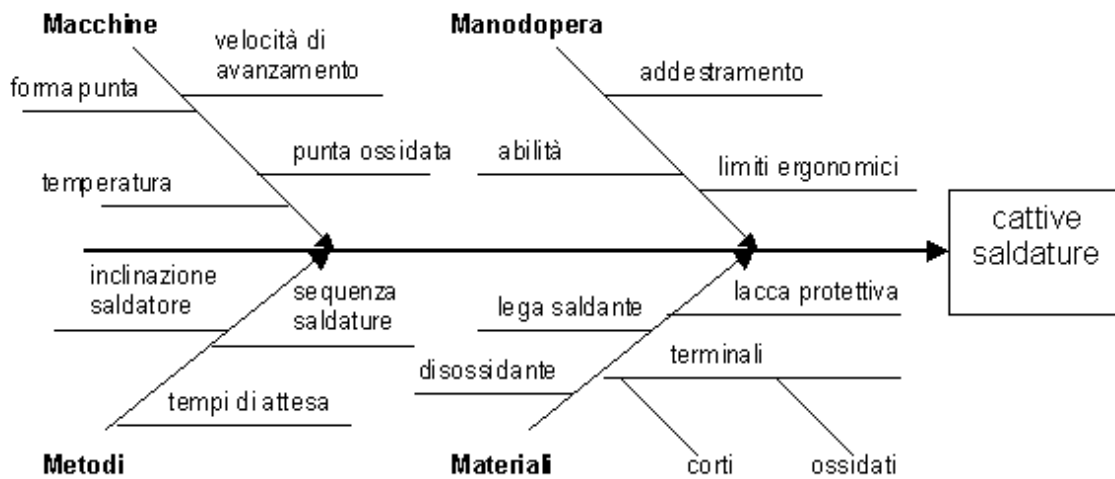 Macchine
Manodopera
velocità di
avanzamento
addestramento
forma punta
punta ossidata
abilità
limiti ergonomici
temperatura
cattive
saldature
inclinazione
saldatore
sequenza
saldature
lega saldante
lacca protettiva
terminali
disossidante
tempi di attesa
Metodi
Materiali
corti
ossidati